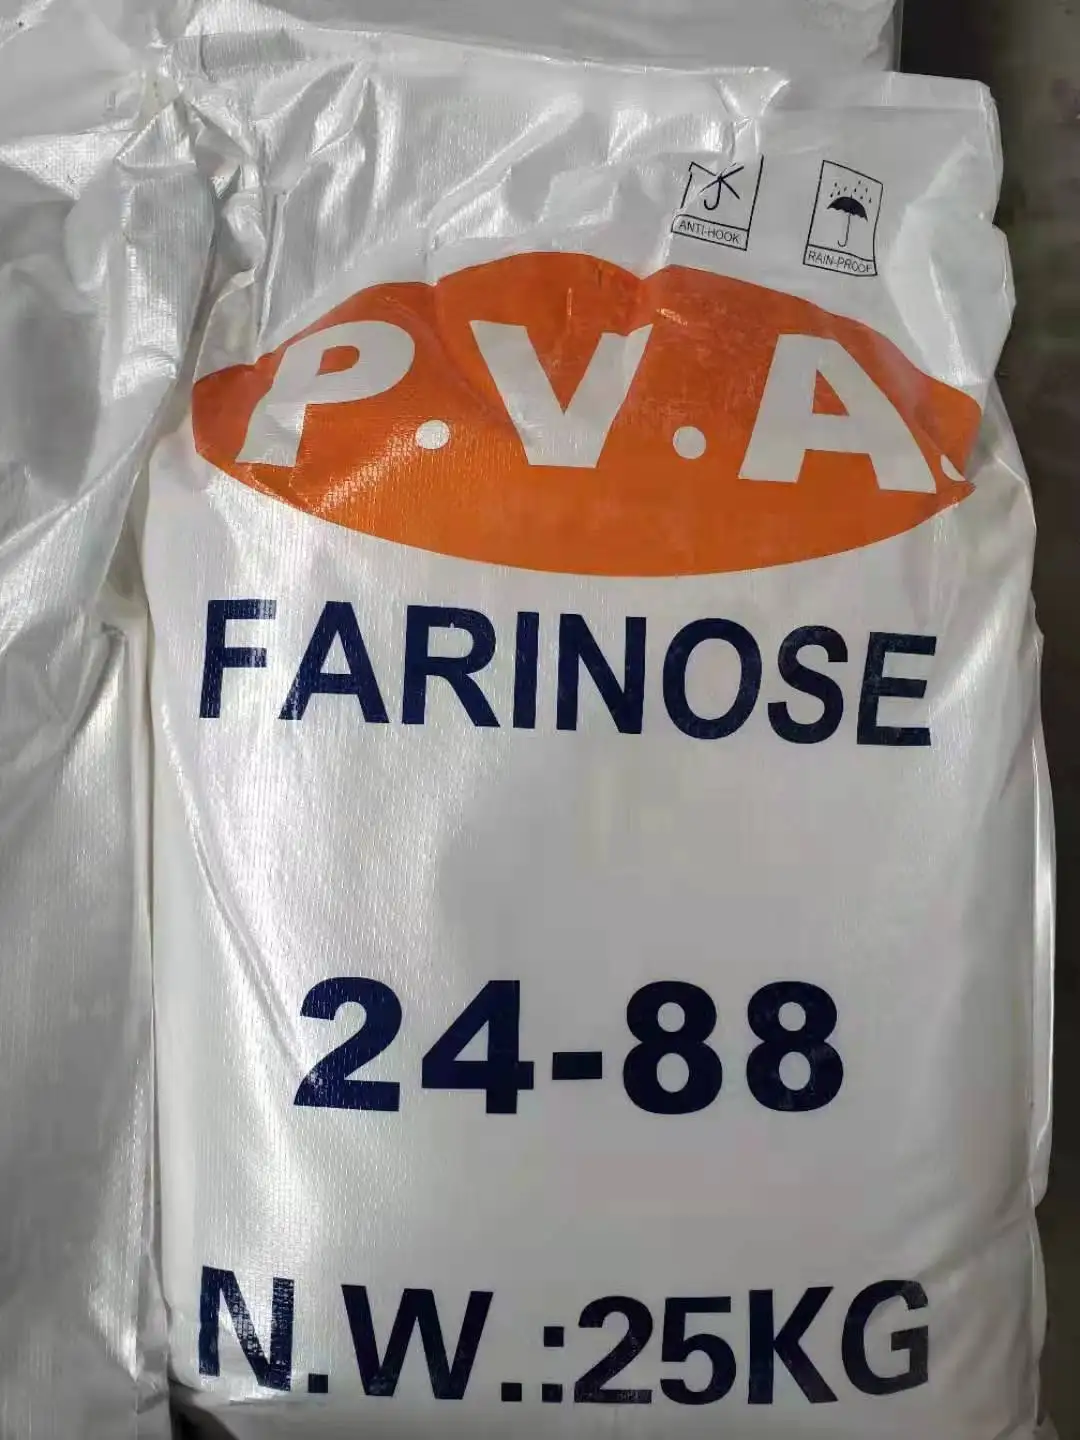 ANTI-HOOK
RAIN-PROOF
P.V.A.
FARINOSE
24-88
N.W.:25KG